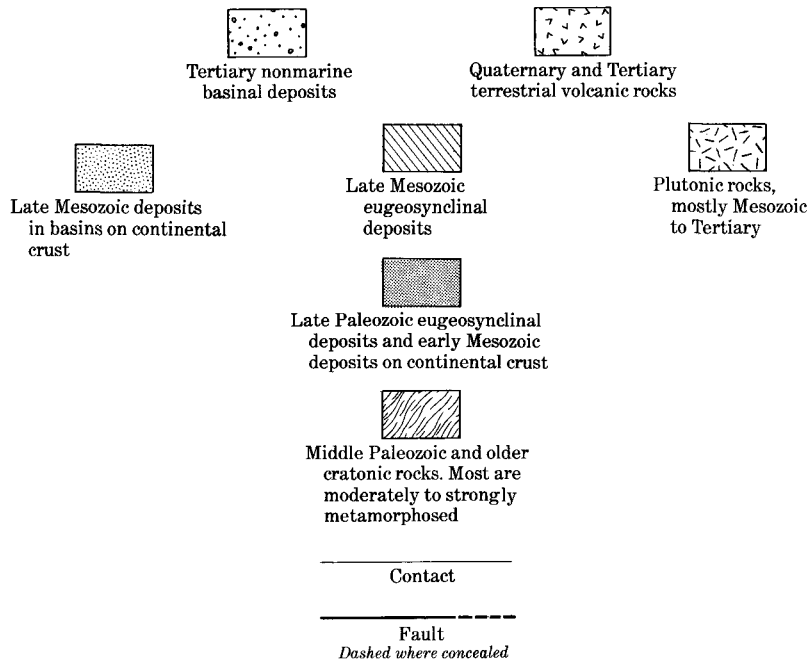 Tertiary nonmarine
basinal deposits
Quaternary and Tertiary
terrestrial volcanic rocks
Late Mesozoic deposits
in basins on continental
crust
Late Mesozoic
eugeosynclinal
deposits
Plutonic rocks,
mostly Mesozoic
to Tertiary
Late Paleozoic eugeosynclinal
deposits and early Mesozoic
deposits on continental crust
Middle Paleozoic and older
cratonic rocks. Most are
moderately to strongly
metamorphosed
Contact
Fault
Dashed where concealed